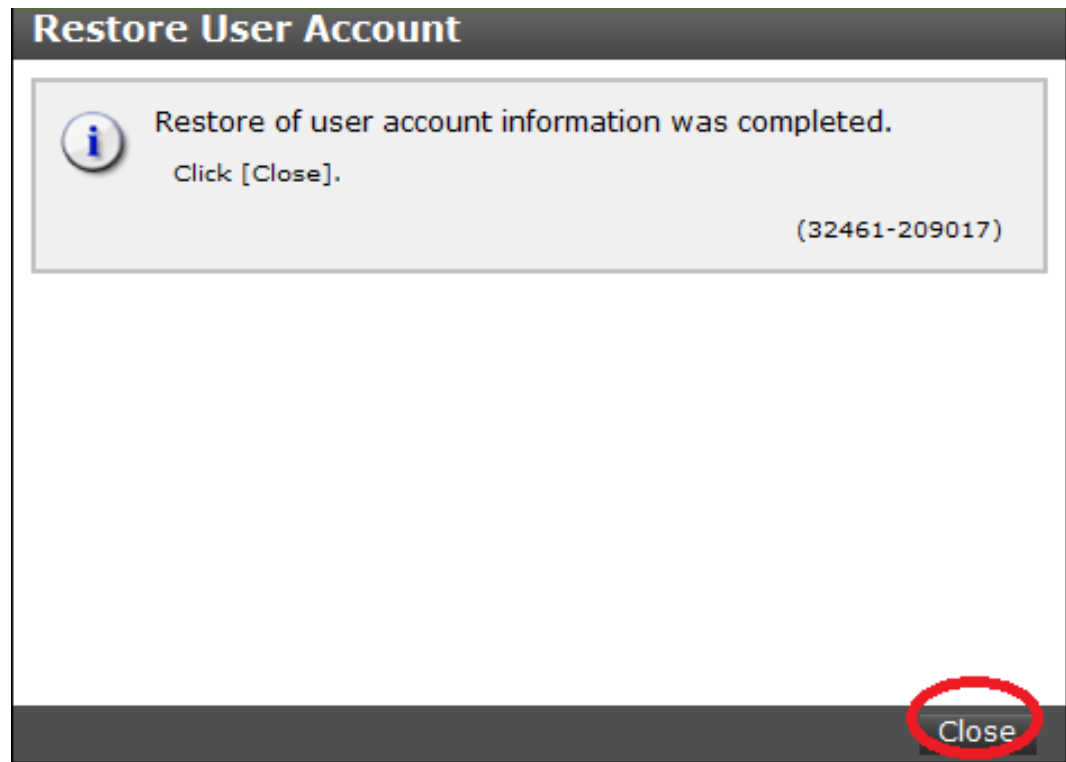 Restore User Account
i
Restore of user account information was completed.
Click [Close].
(32461-209017)
Close